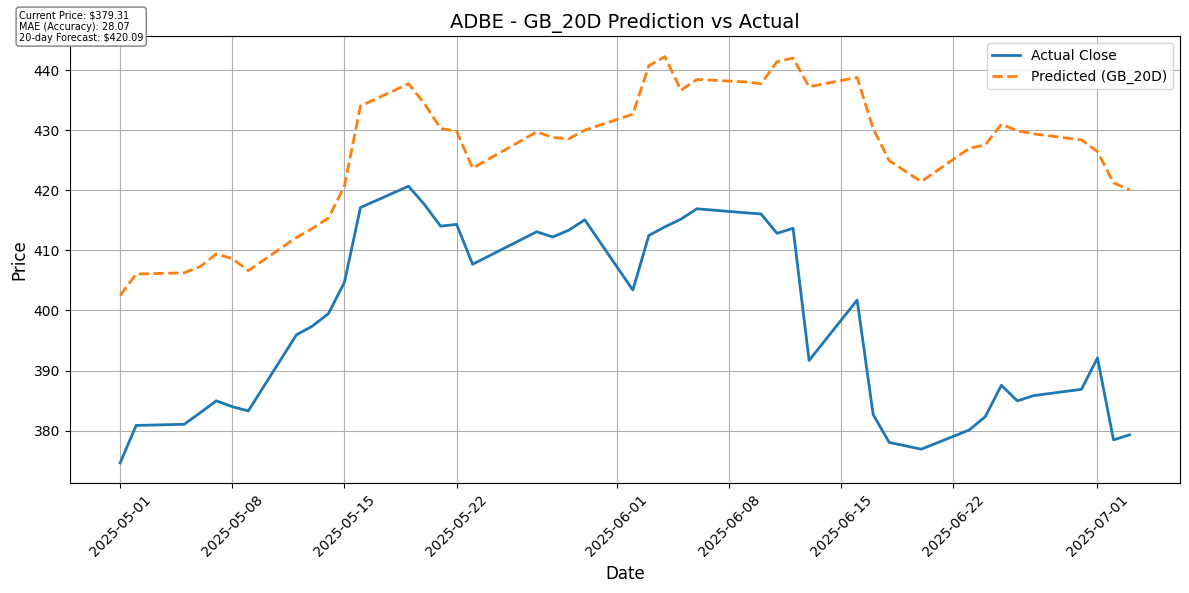 Current Price: $379.31
MAE (Accuracy): 28.07
20-day Forecast: $420.09
ADBE - GB_20D Prediction vs Actual
Actual Close
Predicted (GB_20D)
Price
440
430
420
410
400
390
380
2025-05-01
2025-05-08
2025-05-15
2025-05-22
2025-06-01
2025-06-08
2025-06-15
2025-06-22
2025-07-01
Date